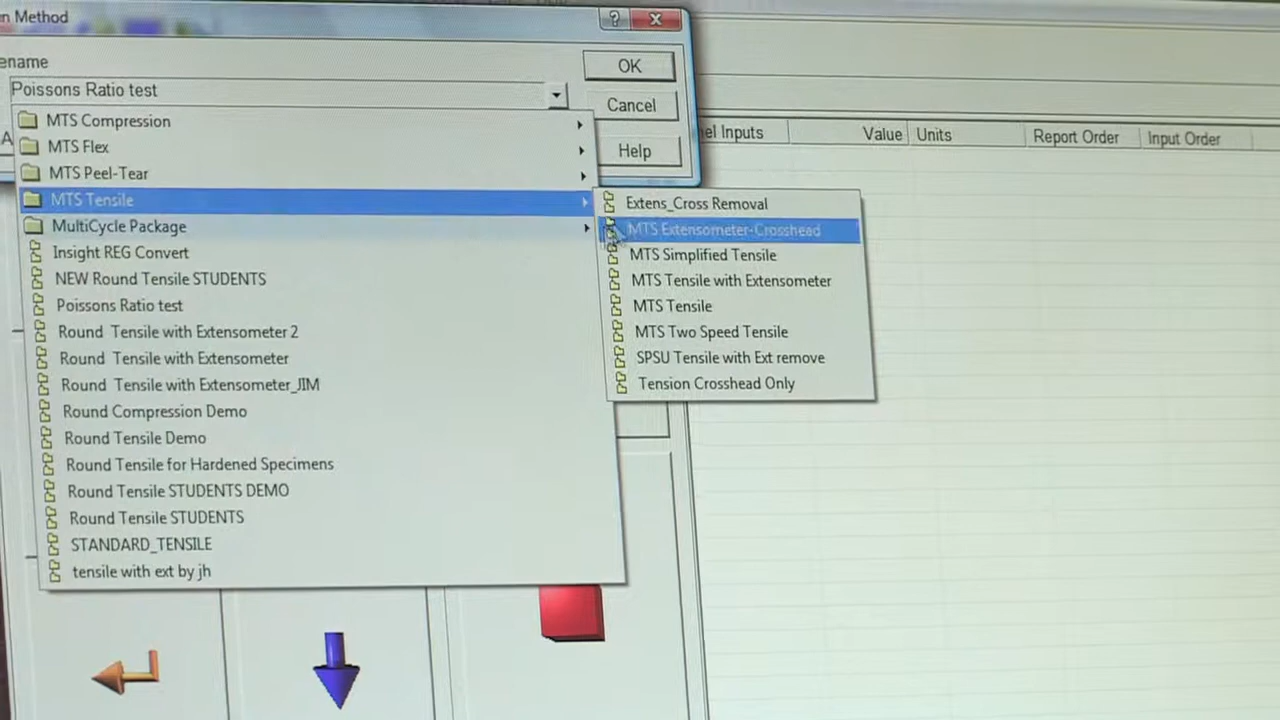 n Method
ename
OK
Poissons Ratio test
Cancel
Help
A
MTS Compression
MTS Flex
MTS Peel-Tear
MTS Tensile
MultiCycle Package
Insight REG Convert
NEW Round Tensile STUDENTS
Poissons Ratio test
Round Tensile with Extensometer 2
Round Tensile with Extensometer
Round Tensile with Extensometer_JIM
Round Compression Demo
Round Tensile Demo
Round Tensile for Hardened Specimens
Round Tensile STUDENTS DEMO
Round Tensile STUDENTS
STANDARD_TENSILE
tensile with ext by jh
Extens_Cross Removal
MTS Extensometer-Crosshead
MTS Simplified Tensile
MTS Tensile with Extensometer
MTS Tensile
MTS Two Speed Tensile
SPSU Tensile with Ext remove
Tension Crosshead Only
el Inputs Value Units Report Order Input Order